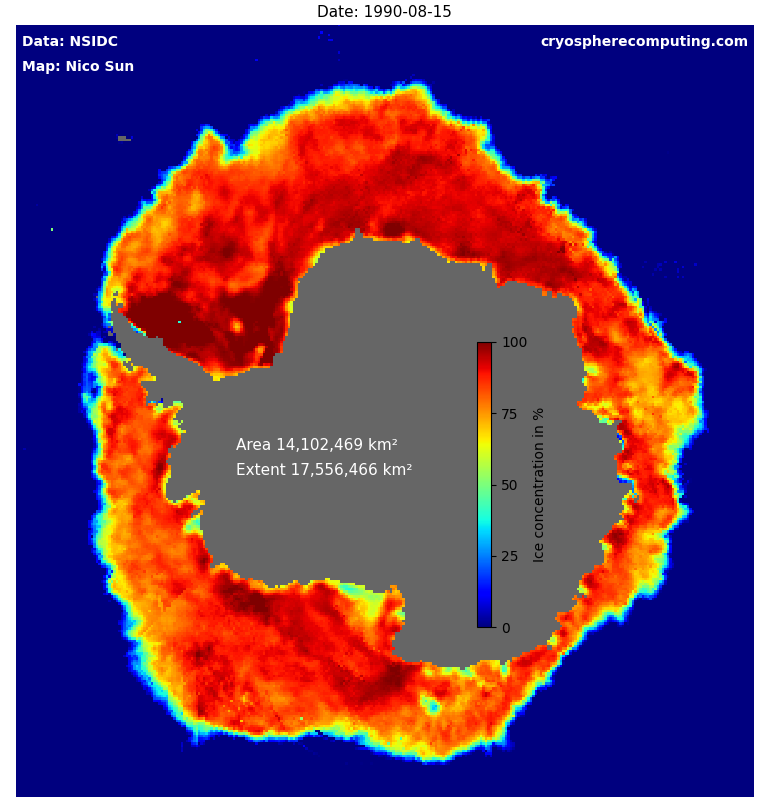 Date: 1990-08-15
Data: NSIDC
cryospherecomputing.com
Map: Nico Sun
Area 14,102,469 km²
Extent 17,556,466 km²
100
75
50
25
0
Ice concentration in %